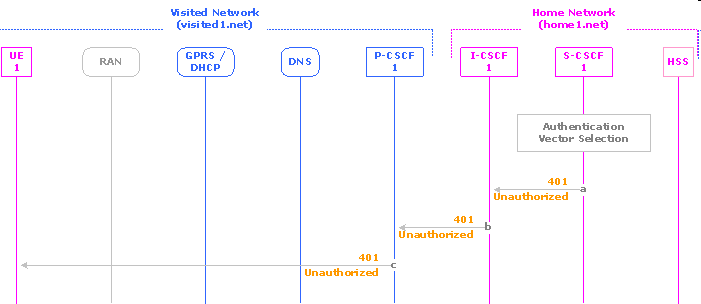 Visited Network
(visited1.net)
Home Network
(home1.net)
UE
1
RAN
GPRS /
DHCP
DNS
P-CSCF
1
I-CSCF
1
S-CSCF
1
HSS
Authentication
Vector Selection
401
a
Unauthorized
401
b
Unauthorized
401
c
Unauthorized